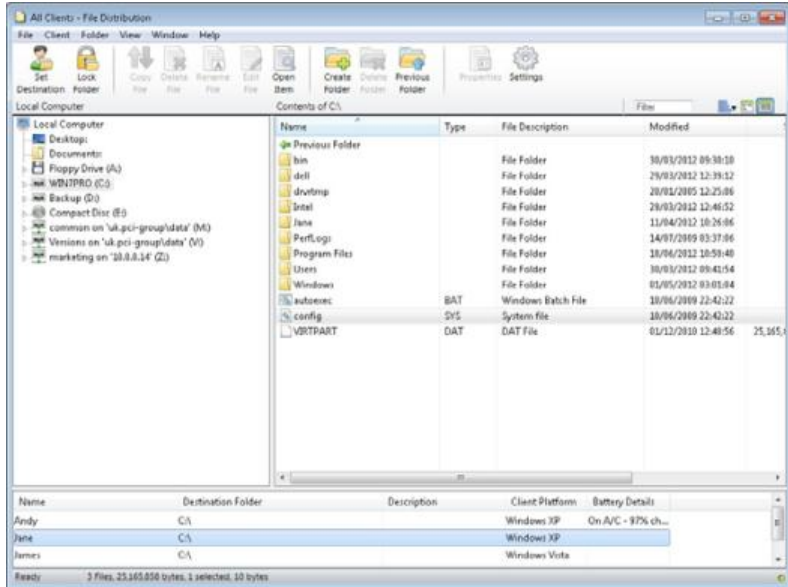 All Clients - File Distribution
File Client Folder View Window Help
Set Destination Lock Folder Copy File Delete File Rename File Edit File Open Item Create Folder Delete Folder Previous Folder Properties Settings
Local Computer Contents of C:\ Filter
Local Computer
Desktop:
Documents:
Floppy Drive (A:)
WIN7PRO (C:)
Backup (D:)
Compact Disc (E:)
common on 'uk.pci-group\data' (M:)
Versions on 'uk.pci-group\data' (V:)
marketing on '10.0.0.14' (Z:)
Name Type File Description Modified
Previous Folder
bin File Folder 30/03/2012 09:38:10
dell File Folder 29/03/2012 12:39:12
drvrtmp File Folder 20/01/2005 12:25:06
Intel File Folder 29/03/2012 12:46:52
Jane File Folder 11/04/2012 10:26:06
PerfLogs File Folder 14/07/2009 03:37:06
Program Files File Folder 18/06/2012 10:50:40
Users File Folder 30/03/2012 09:41:54
Windows File Folder 01/05/2012 03:01:04
autoexec BAT Windows Batch File 10/06/2009 22:42:22
config SYS System file 10/06/2009 22:42:22
VIRTPART DAT DAT File 01/12/2010 12:40:56 25,165,
Name Destination Folder Description Client Platform Battery Details
Andy C:\ Windows XP On A/C - 97% ch...
Jane C:\ Windows XP
James C:\ Windows Vista
Ready 3 Files, 25,165,858 bytes, 1 selected, 10 bytes